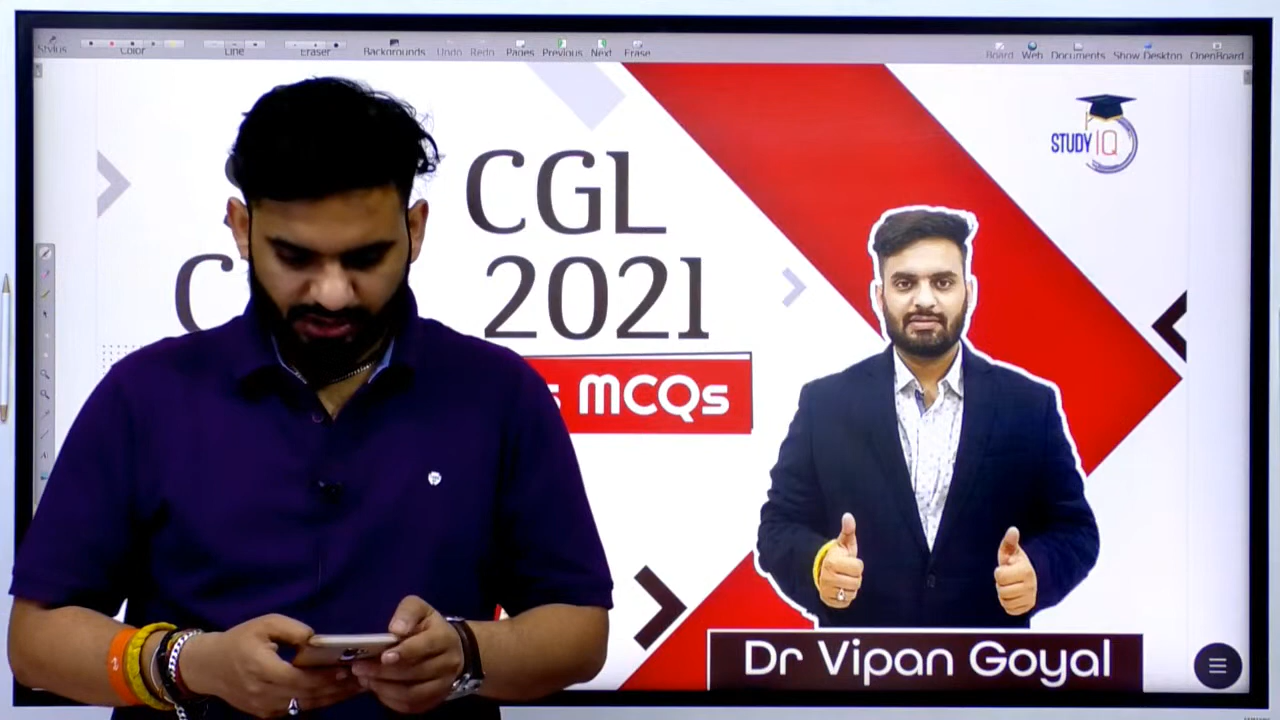 Stylus Color Line Eraser Backgrounds Undo Redo Pages Previous Next Erase Board Web Documents Show Desktop OpenBoard
STUDY IQ
CGL
C 2021
s MCQs
Dr Vipan Goyal